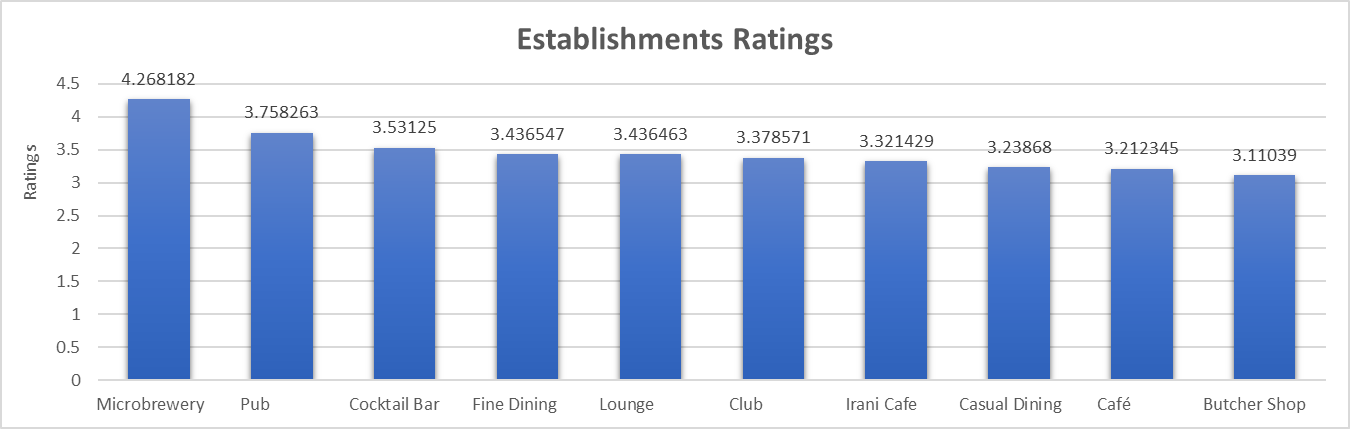 Establishments Ratings
Ratings
4.5
4
3.5
3
2.5
2
1.5
1
0.5
0
4.268182
3.758263
3.53125
3.436547
3.436463
3.378571
3.321429
3.23868
3.212345
3.11039
Microbrewery
Pub
Cocktail Bar
Fine Dining
Lounge
Club
Irani Cafe
Casual Dining
Café
Butcher Shop